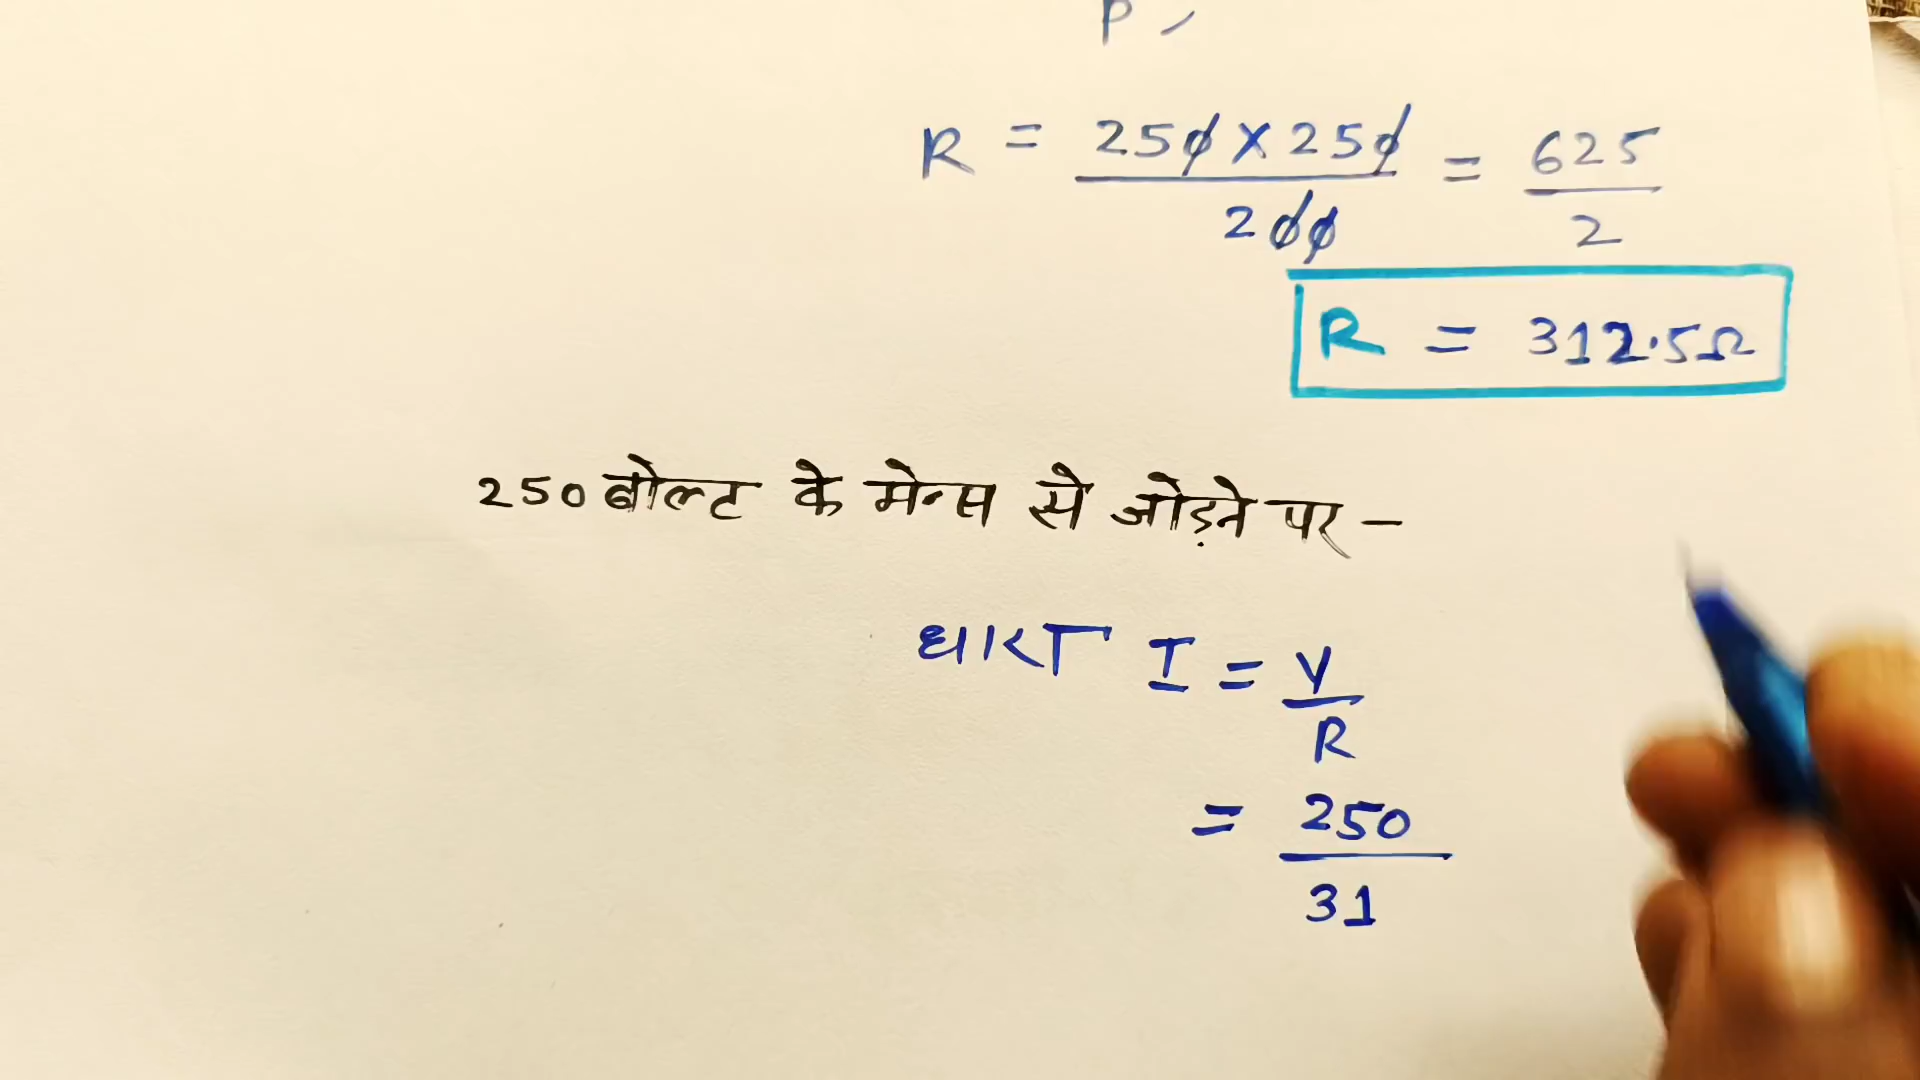 P
R = 250 X 250 / 200 = 625 / 2
R = 312.5Ω
250 बोल्ट के मेन्स से जोड़ने पर –
धारा I = V / R
= 250 / 31